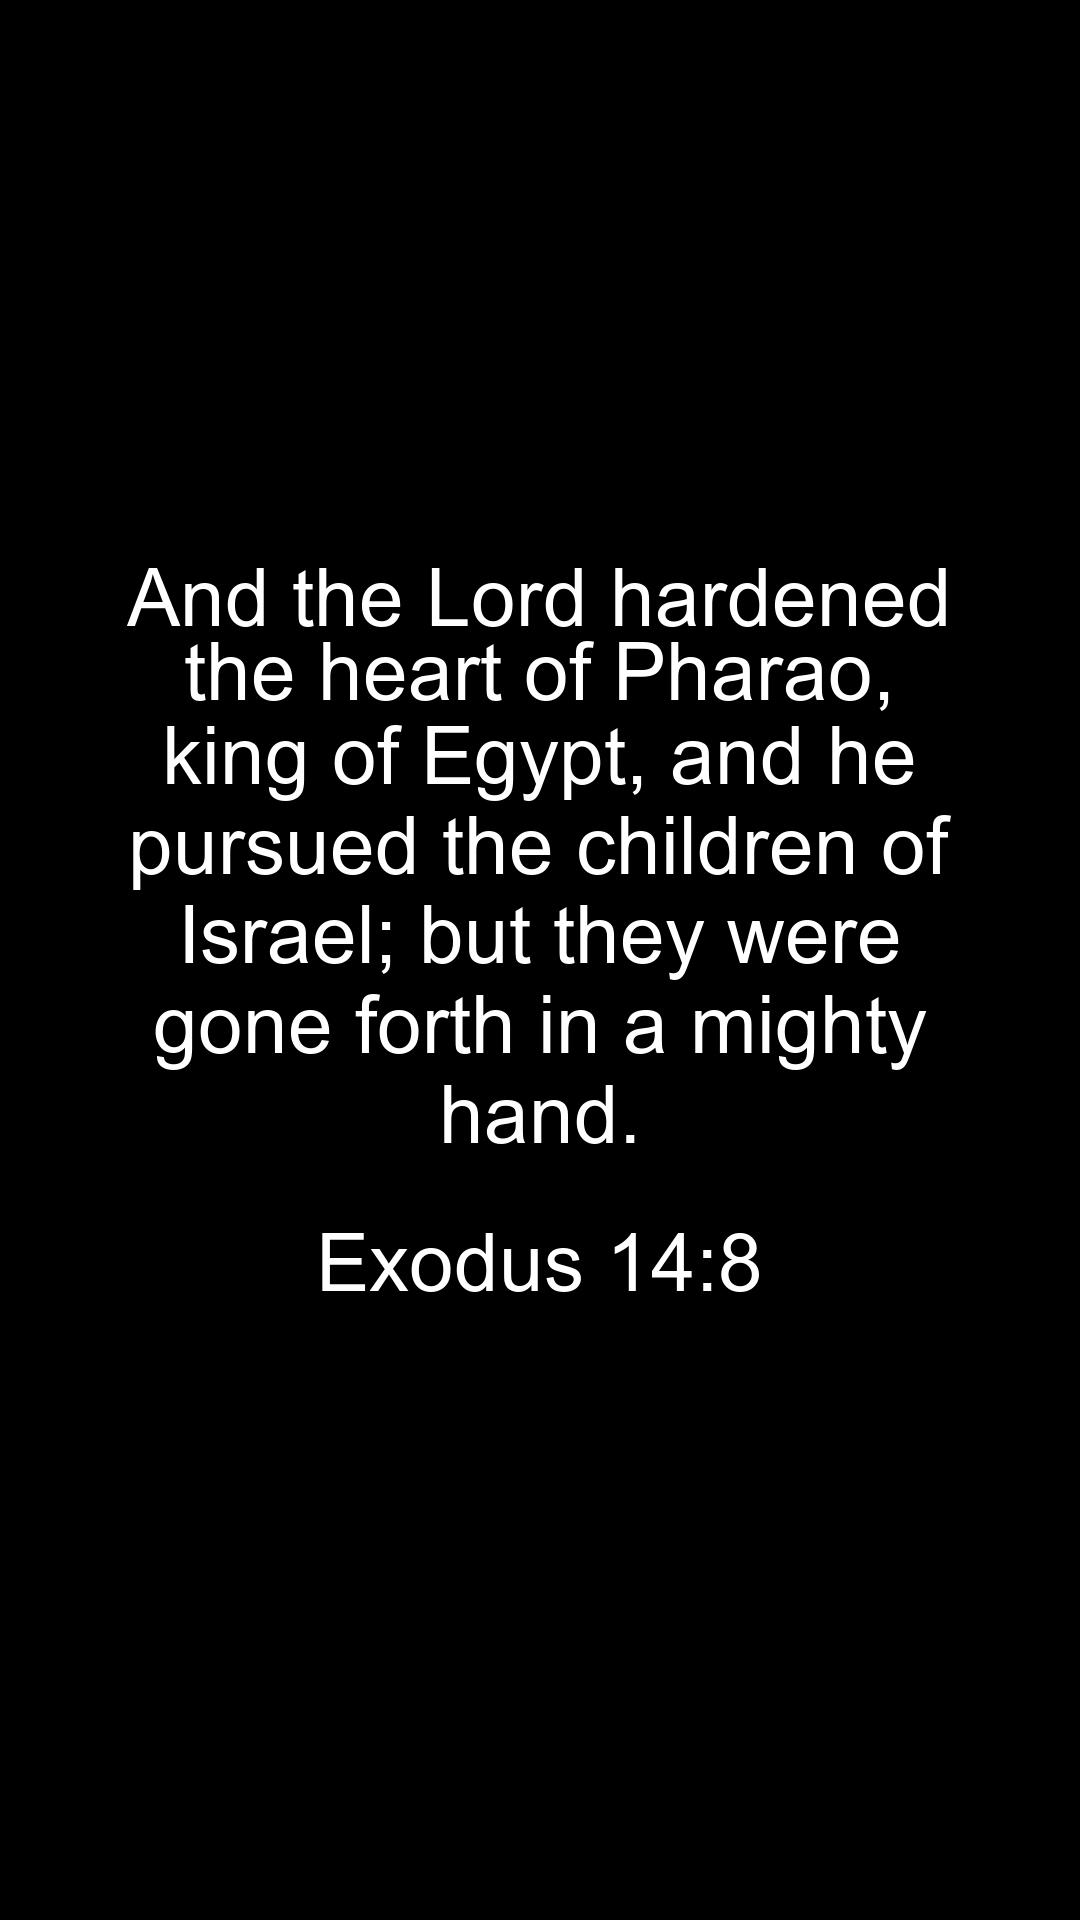 And the Lord hardened
the heart of Pharao,
king of Egypt, and he
pursued the children of
Israel; but they were
gone forth in a mighty
hand.
Exodus 14:8